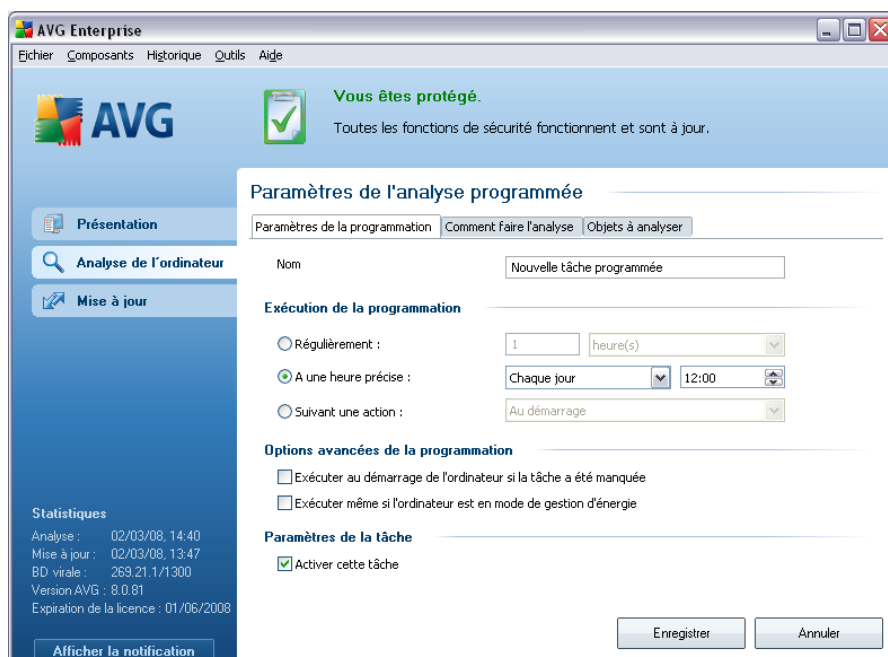 AVG Enterprise
Fichier Composants Historique Outils Aide
AVG
Vous êtes protégé.
Toutes les fonctions de sécurité fonctionnent et sont à jour.
Présentation
Analyse de l'ordinateur
Mise à jour
Paramètres de l'analyse programmée
Paramètres de la programmation Comment faire l'analyse Objets à analyser
Nom Nouvelle tâche programmée
Exécution de la programmation
Régulièrement : 1 heure(s)
A une heure précise : Chaque jour 12:00
Suivant une action : Au démarrage
Options avancées de la programmation
Exécuter au démarrage de l'ordinateur si la tâche a été manquée
Exécuter même si l'ordinateur est en mode de gestion d'énergie
Paramètres de la tâche
Activer cette tâche
Enregistrer Annuler
Statistiques
Analyse : 02/03/08, 14:40
Mise à jour : 02/03/08, 13:47
BD virale : 269.21.1/1300
Version AVG : 8.0.81
Expiration de la licence : 01/06/2008
Afficher la notification